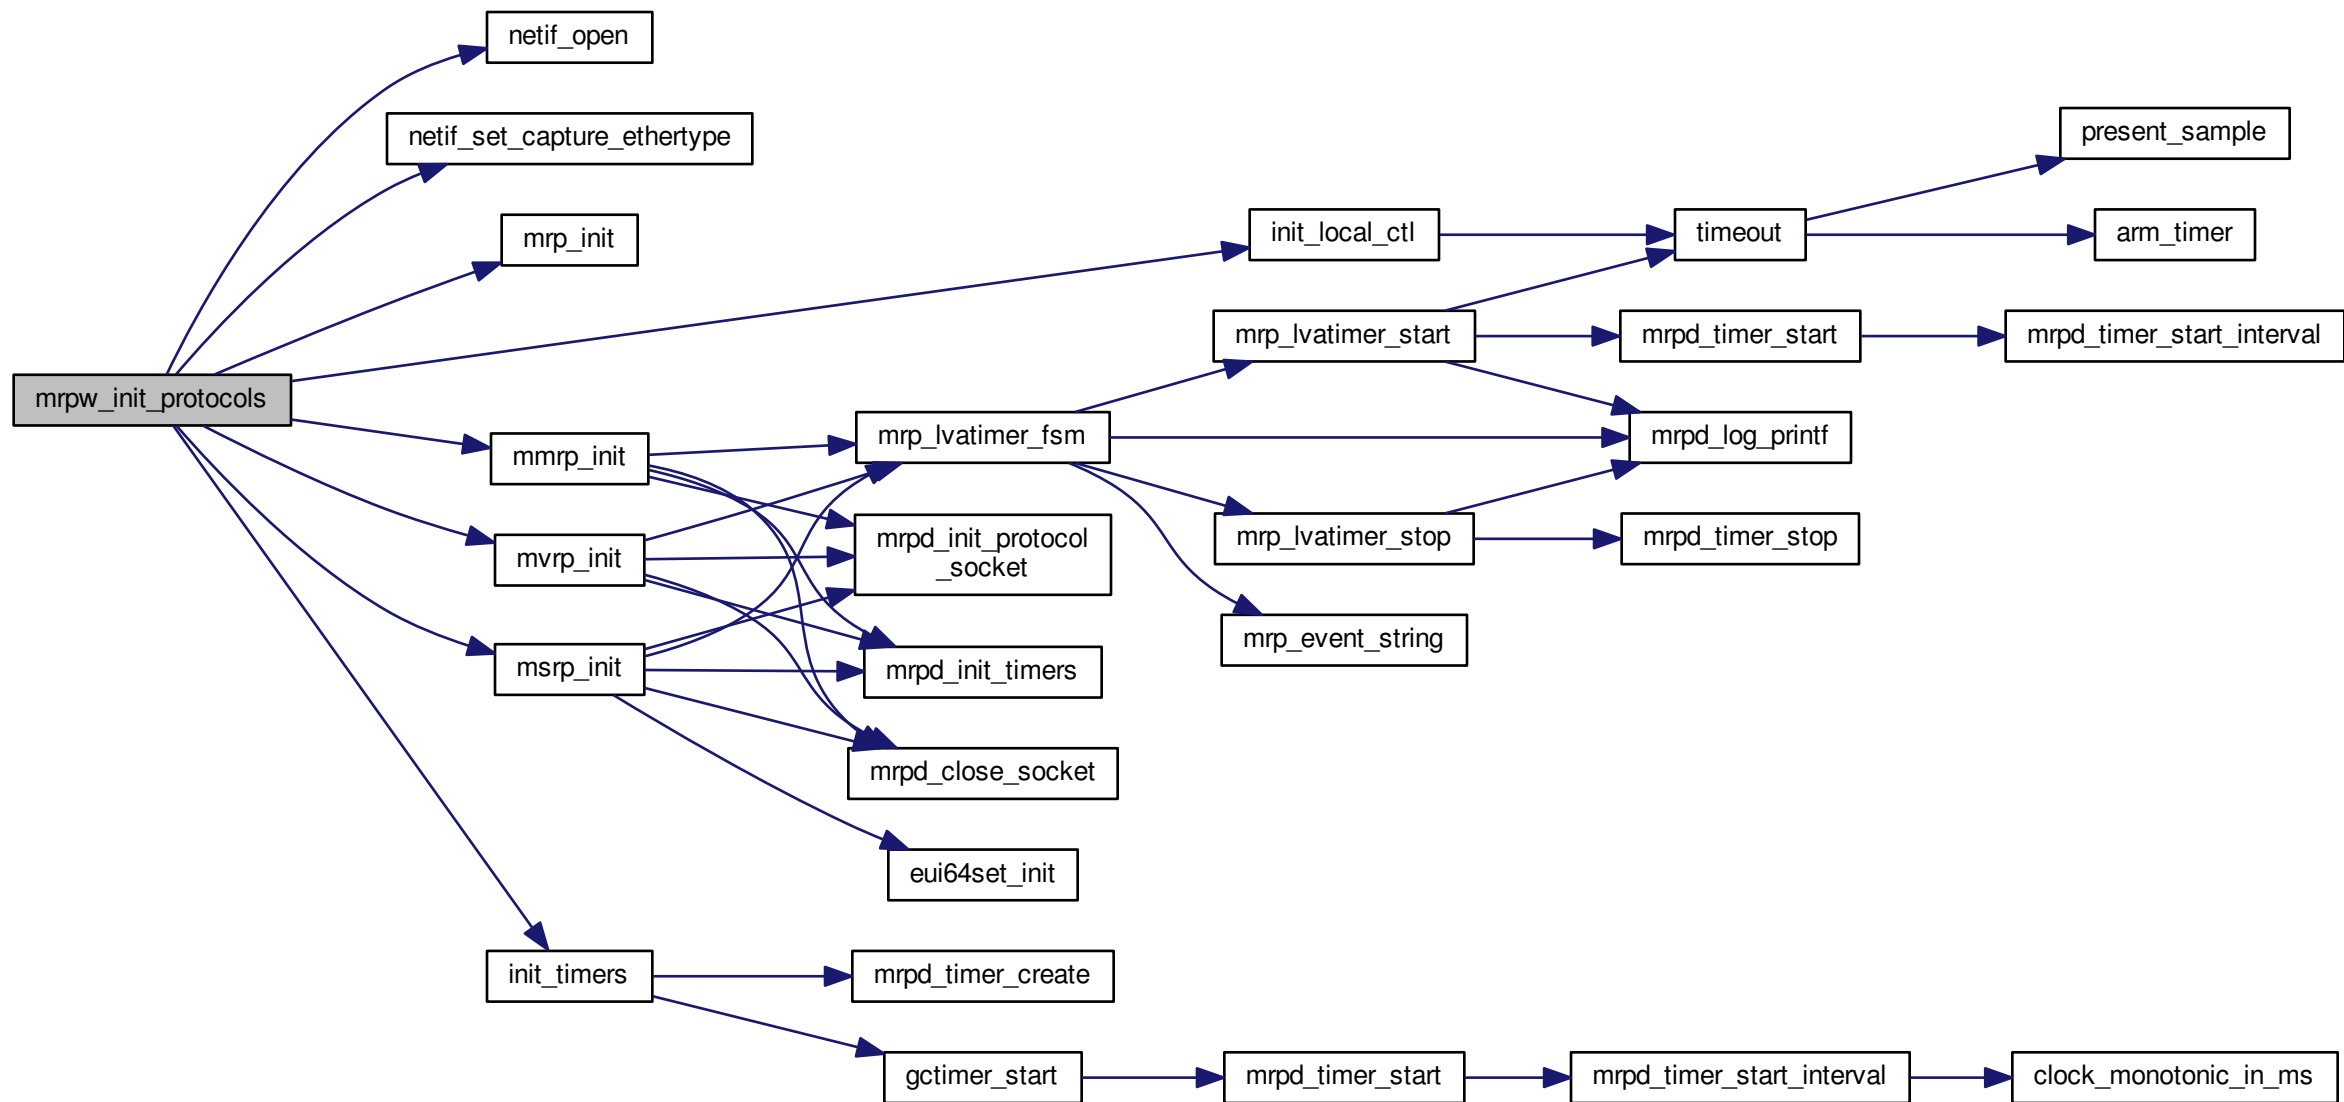 netif_open
netif_set_capture_ethertype
present_sample
mrp_init
init_local_ctl
timeout
arm_timer
mrp_lvatimer_start
mrpd_timer_start
mrpd_timer_start_interval
mrpw_init_protocols
mmrp_init
mrp_lvatimer_fsm
mrpd_log_printf
mvrp_init
mrpd_init_protocol
_socket
mrp_lvatimer_stop
mrpd_timer_stop
mrp_event_string
msrp_init
mrpd_init_timers
mrpd_close_socket
eui64set_init
init_timers
mrpd_timer_create
gctimer_start
mrpd_timer_start
mrpd_timer_start_interval
clock_monotonic_in_ms